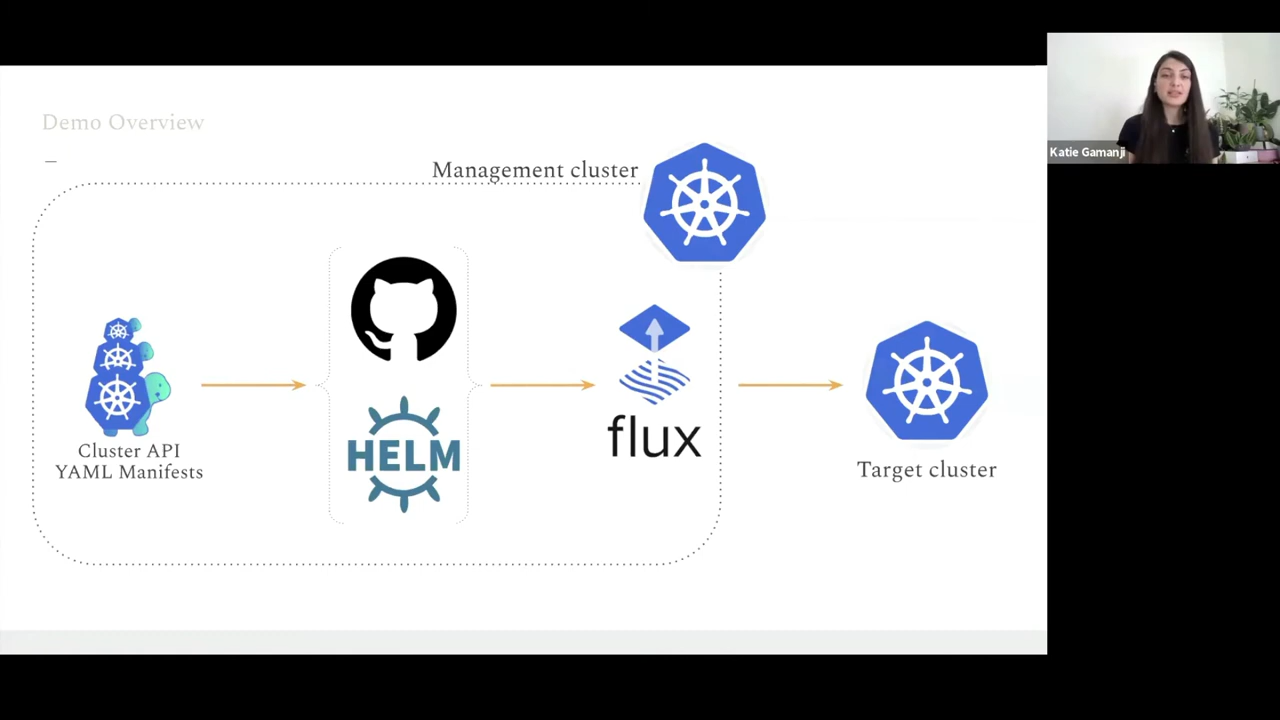 Demo Overview
Management cluster
Katie Gamanji
Cluster API
YAML Manifests
HELM
flux
Target cluster